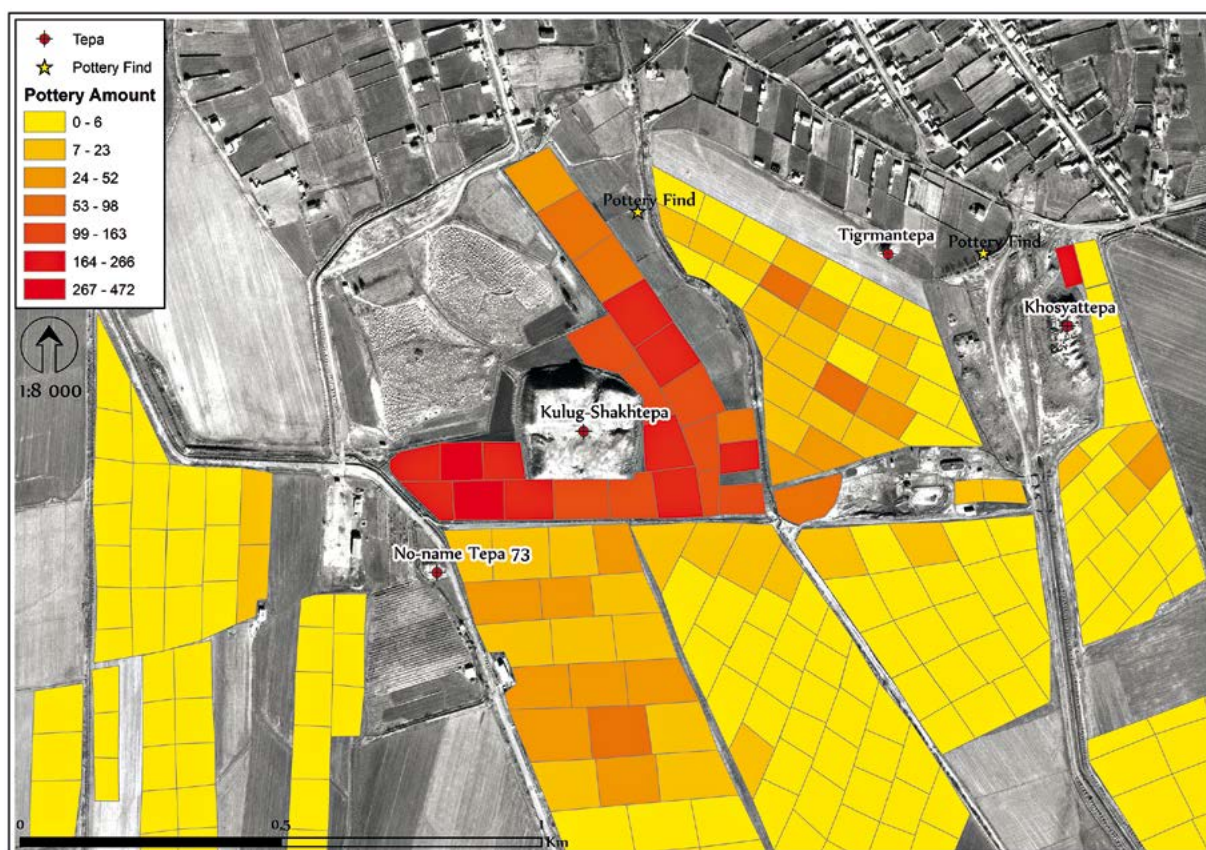 Tepa
Pottery Find
Pottery Amount
0 - 6
7 - 23
24 - 52
53 - 98
99 - 163
164 - 266
267 - 472
1:8 000
Pottery Find
Tigrmantepa
Pottery Find
Khosyattepa
Kulug-Shakhtepa
No-name Tepa 73
0
0,5
1
Km